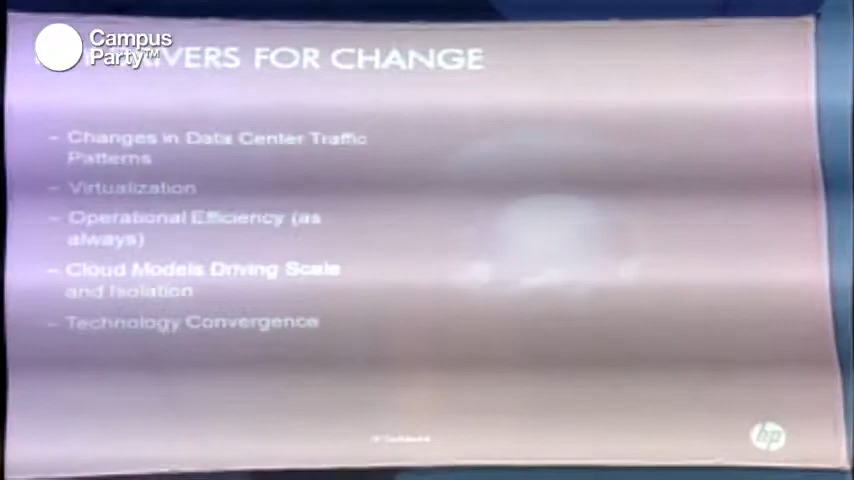 Campus
Party™
DRIVERS FOR CHANGE
– Changes in Data Center Traffic
Patterns
– Virtualization
– Operational Efficiency (as
always)
– Cloud Models Driving Scale
and Isolation
– Technology Convergence
hp